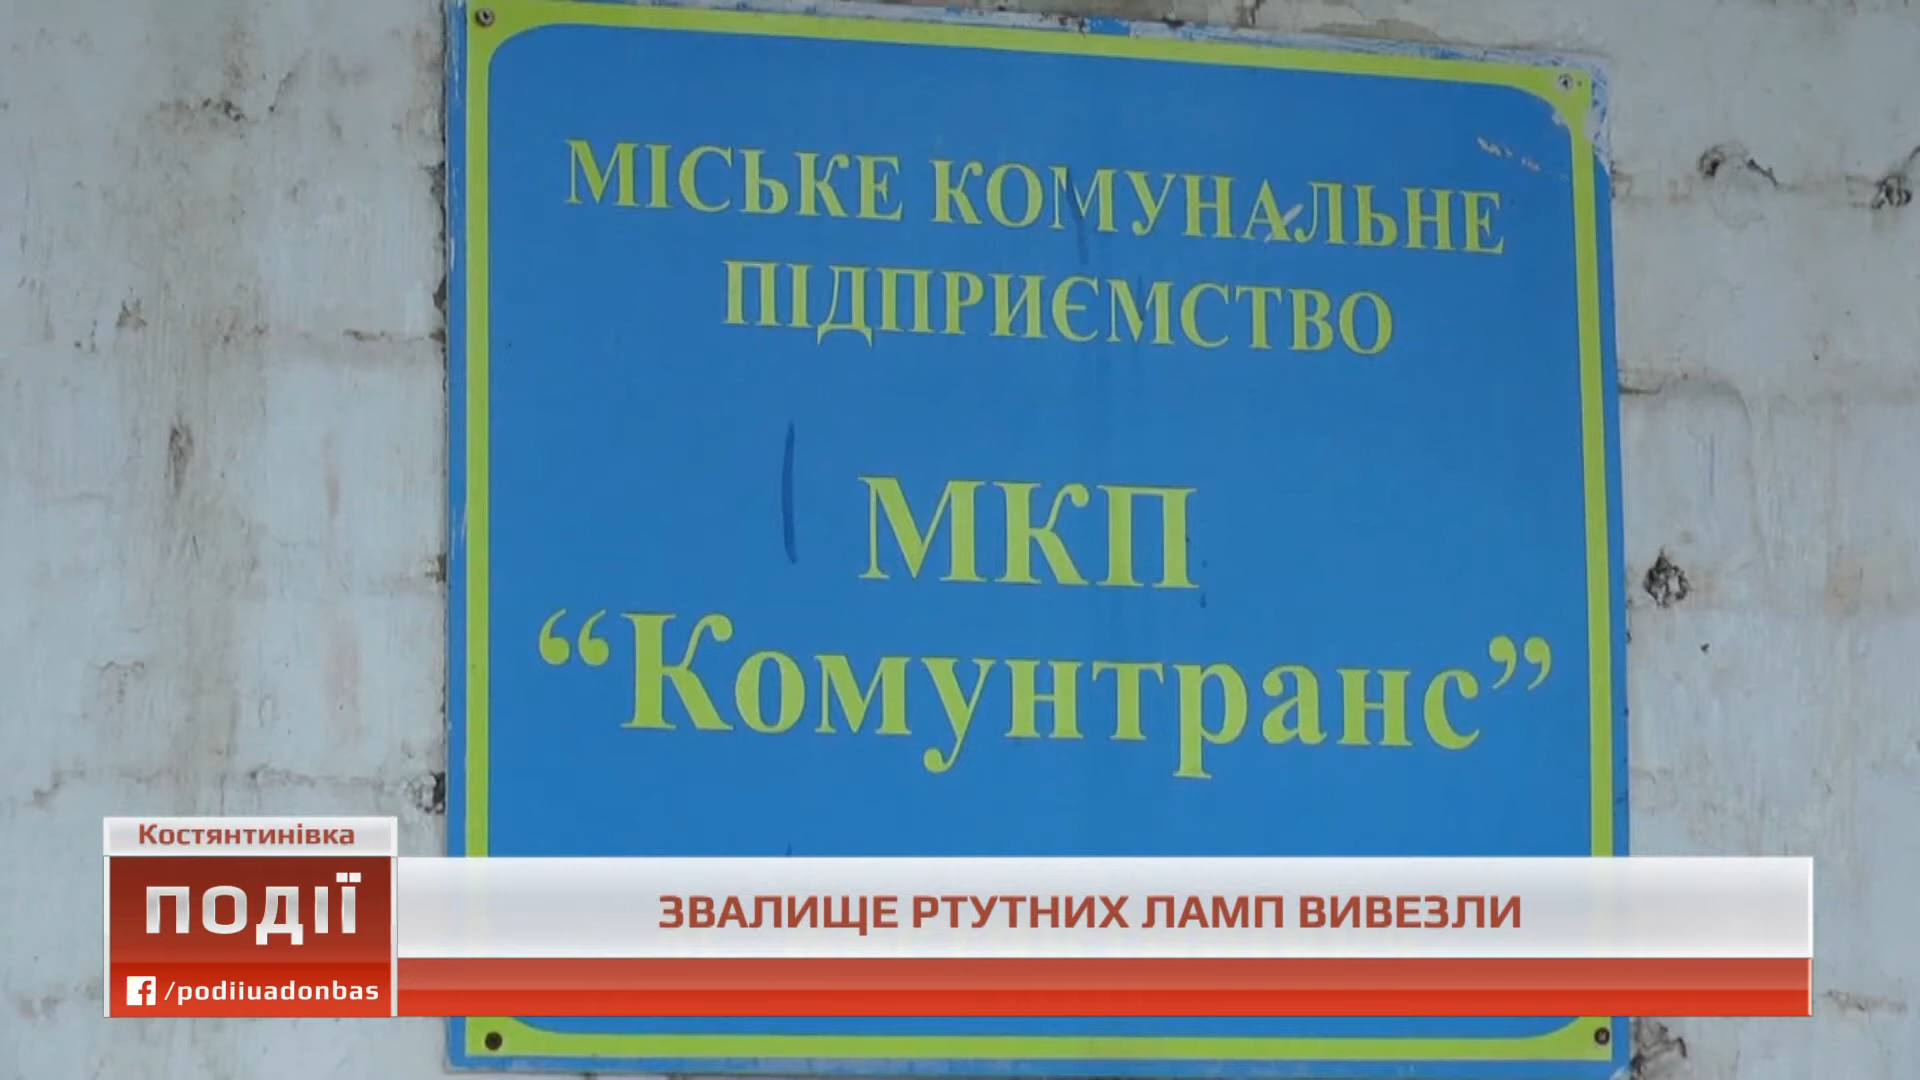 МІСЬКЕ КОМУНАЛЬНЕ
ПІДПРИЄМСТВО
МКП
“Комунтранс”
Костянтинівка
ПОДІЇ
/podiiuadonbas
ЗВАЛИЩЕ РТУТНИХ ЛАМП ВИВЕЗЛИ